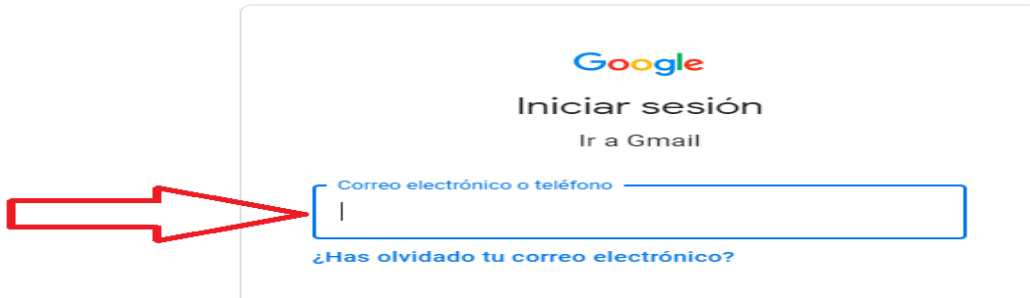 Google
Iniciar sesión
Ir a Gmail
Correo electrónico o teléfono
¿Has olvidado tu correo electrónico?